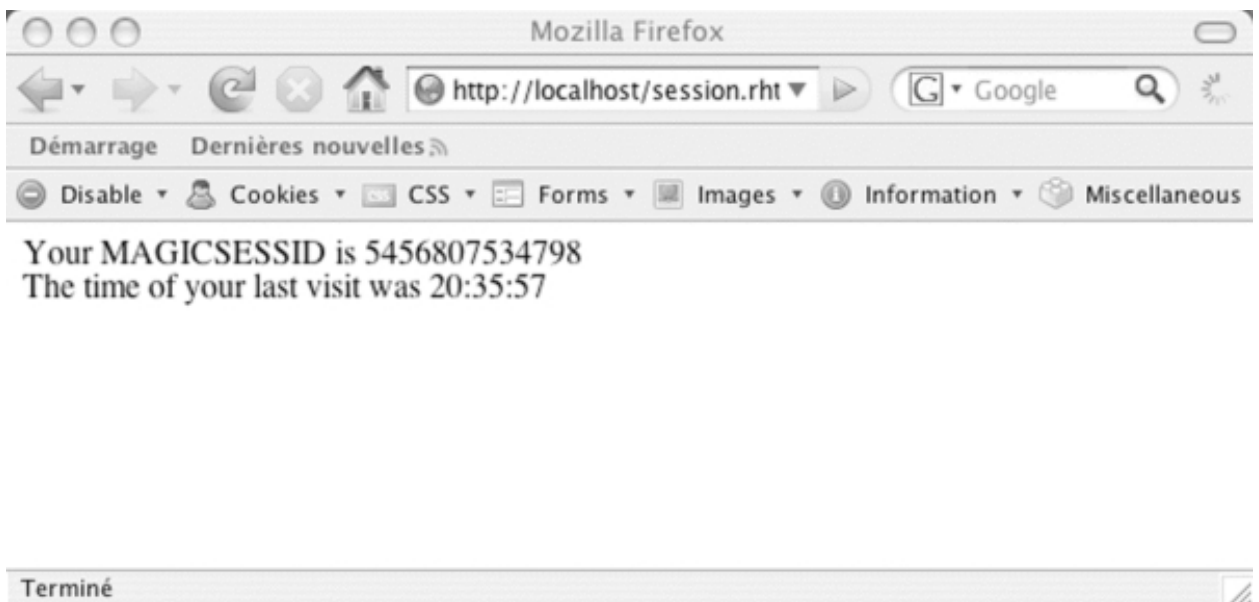 Mozilla Firefox
http://localhost/session.rht G Google
Démarrage Dernières nouvelles
Disable Cookies css CSS Forms Images Information Miscellaneous
Your MAGICSESSID is 5456807534798
The time of your last visit was 20:35:57
Terminé